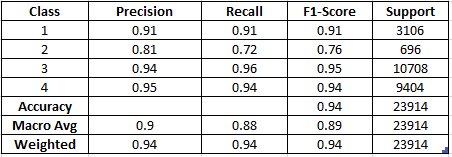 Class Precision Recall F1-Score Support
1 0.91 0.91 0.91 3106
2 0.81 0.72 0.76 696
3 0.94 0.96 0.95 10708
4 0.95 0.94 0.94 9404
Accuracy 0.94 23914
Macro Avg 0.9 0.88 0.89 23914
Weighted 0.94 0.94 0.94 23914